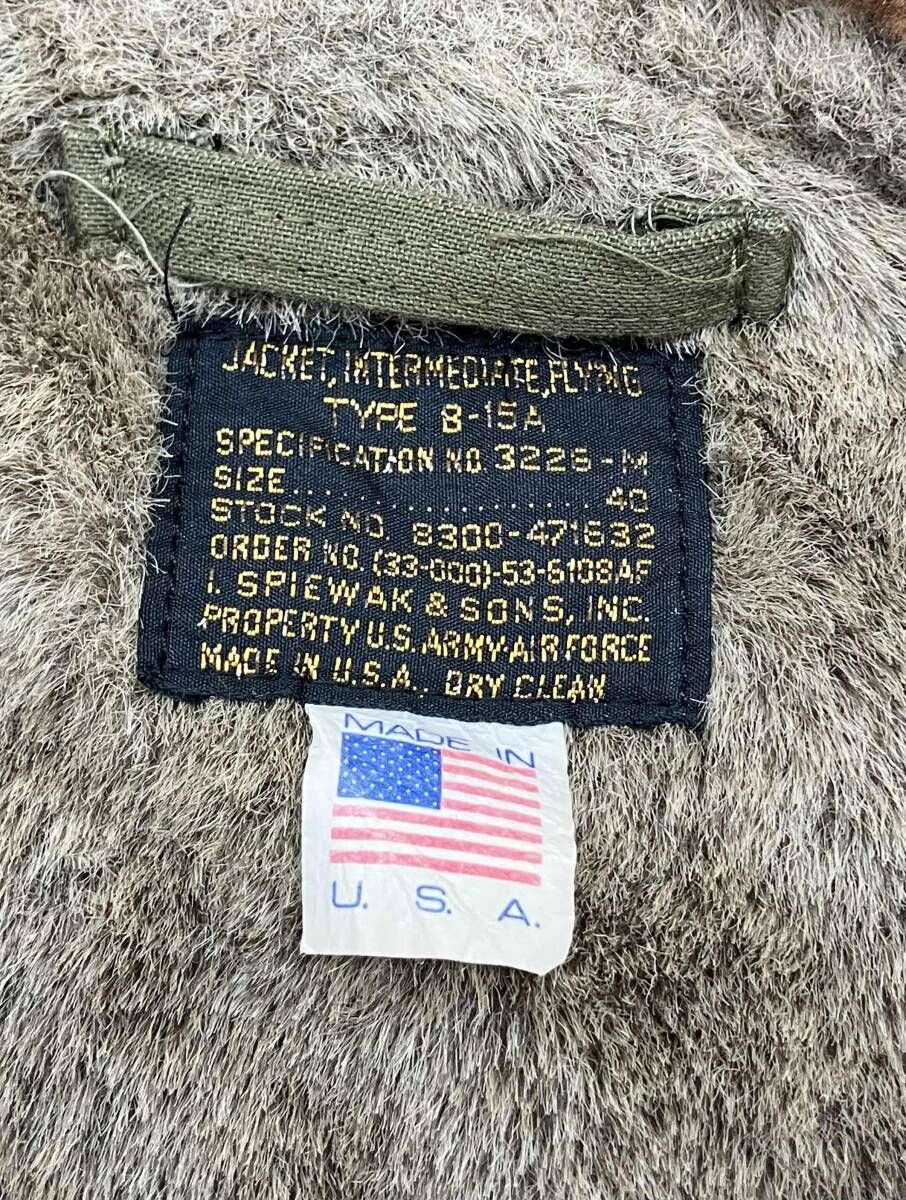 JACKET, INTERMEDIATE, FLYING
TYPE B-15A
SPECIFICATION NO. 3226-M
SIZE....................40
STOCK NO. 8300-471632
ORDER NO. (33-000)-53-6108AF
I. SPIEWAK & SONS, INC.
PROPERTY U.S. ARMY AIR FORCE
MADE IN U.S.A., DRY CLEAN
MADE IN
U. S. A.